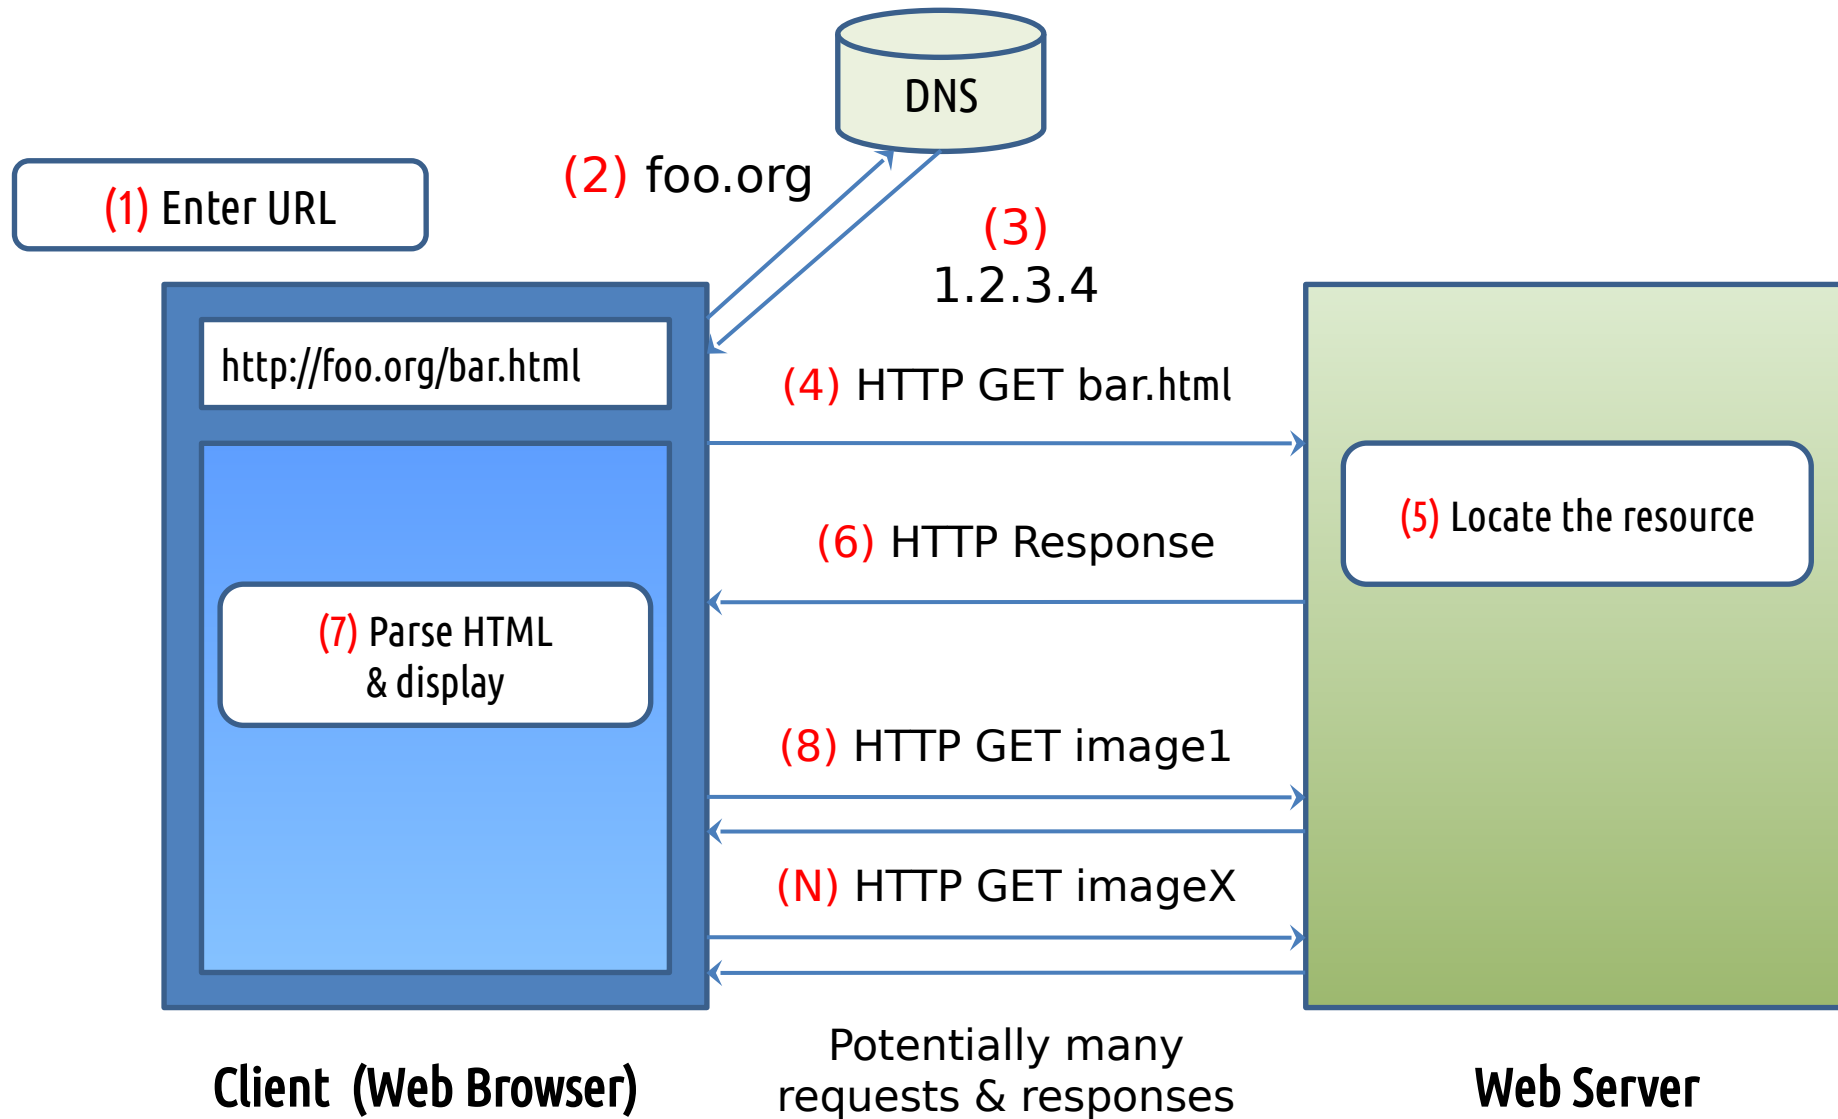 DNS
(1) Enter URL
(2) foo.org
(3)
1.2.3.4
http://foo.org/bar.html
(4) HTTP GET bar.html
(5) Locate the resource
(6) HTTP Response
(7) Parse HTML
& display
(8) HTTP GET image1
(N) HTTP GET imageX
Potentially many
requests & responses
Client (Web Browser)
Web Server